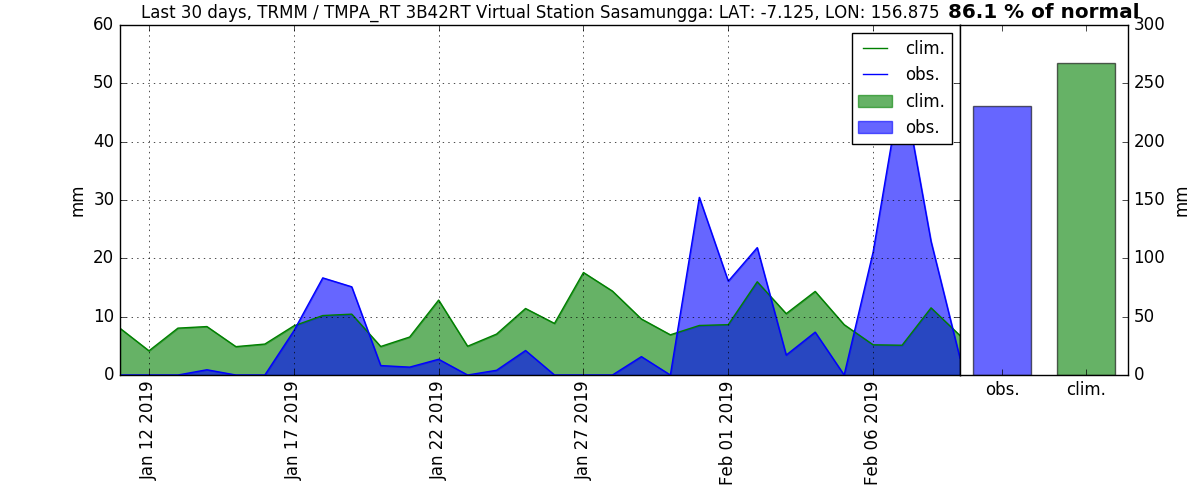 Last 30 days, TRMM / TMPA_RT 3B42RT Virtual Station Sasamungga: LAT: -7.125, LON: 156.875
86.1 % of normal
60
50
40
30
20
10
0
mm
clim.
obs.
clim.
obs.
300
250
200
150
100
50
0
mm
Jan 12 2019
Jan 17 2019
Jan 22 2019
Jan 27 2019
Feb 01 2019
Feb 06 2019
obs.
clim.